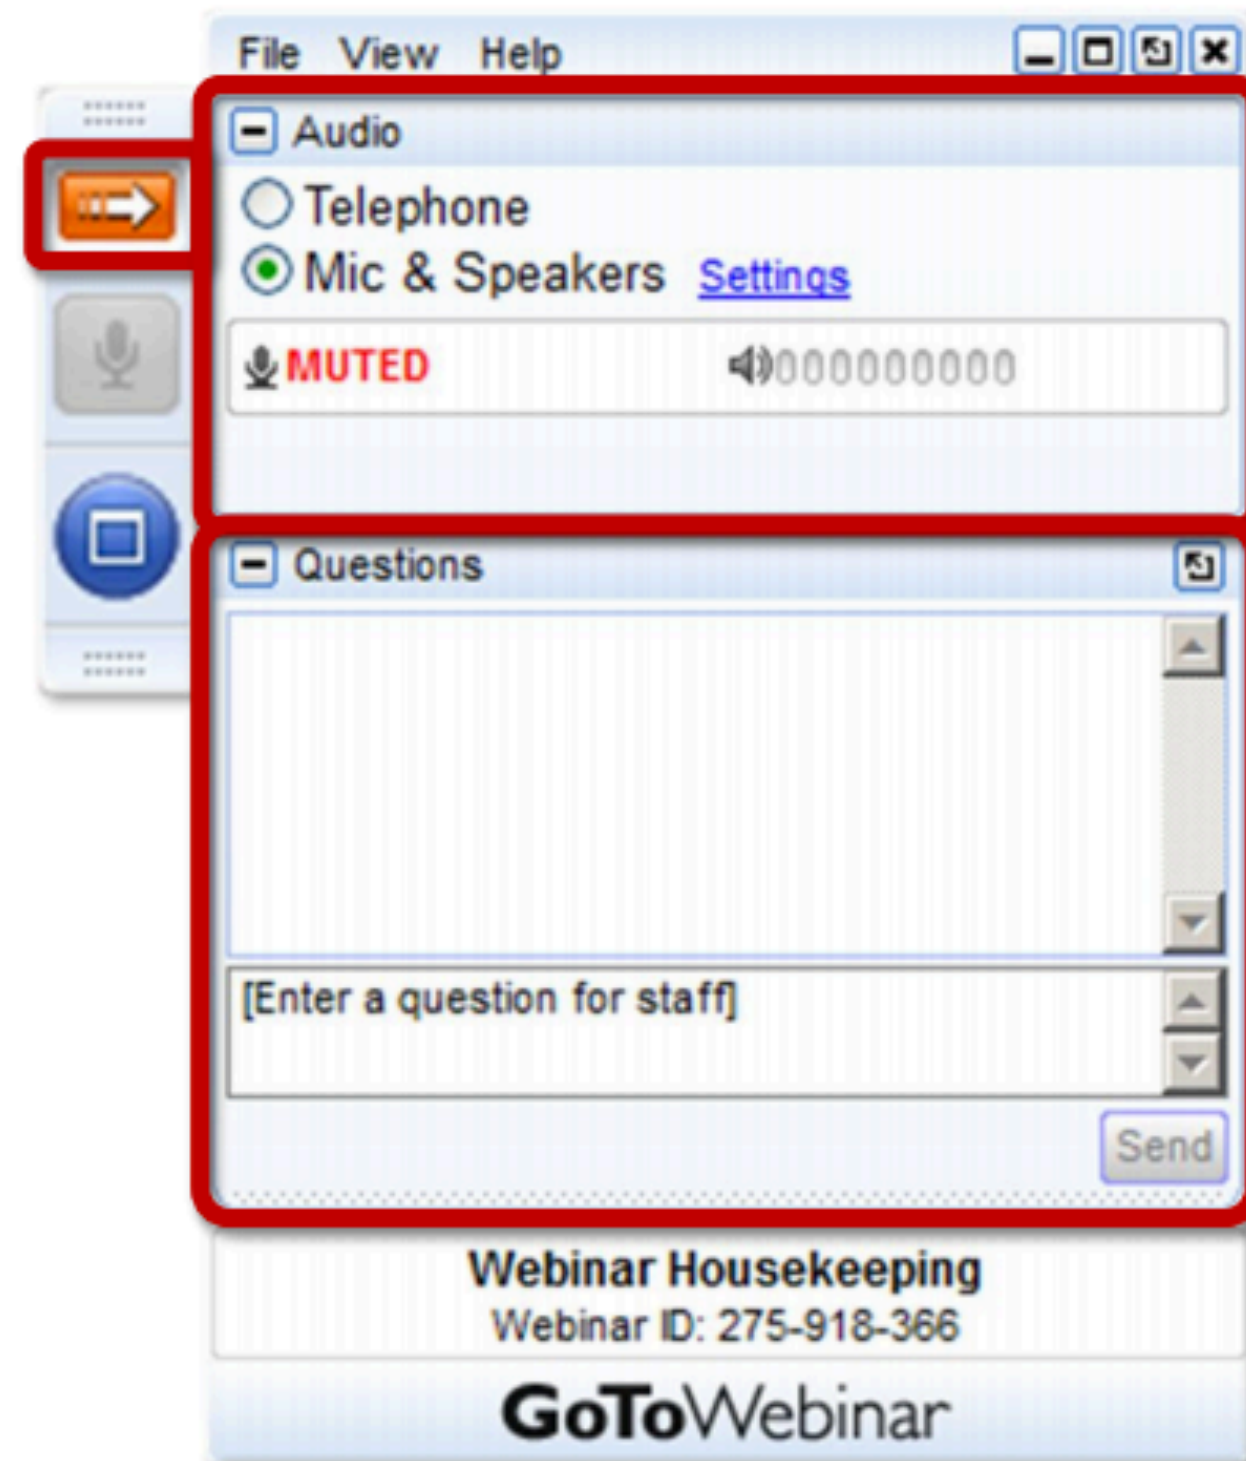 File View Help
Audio
Telephone
Mic & Speakers Settings
MUTED
Questions
[Enter a question for staff]
Send
Webinar Housekeeping
Webinar ID: 275-918-366
GoToWebinar